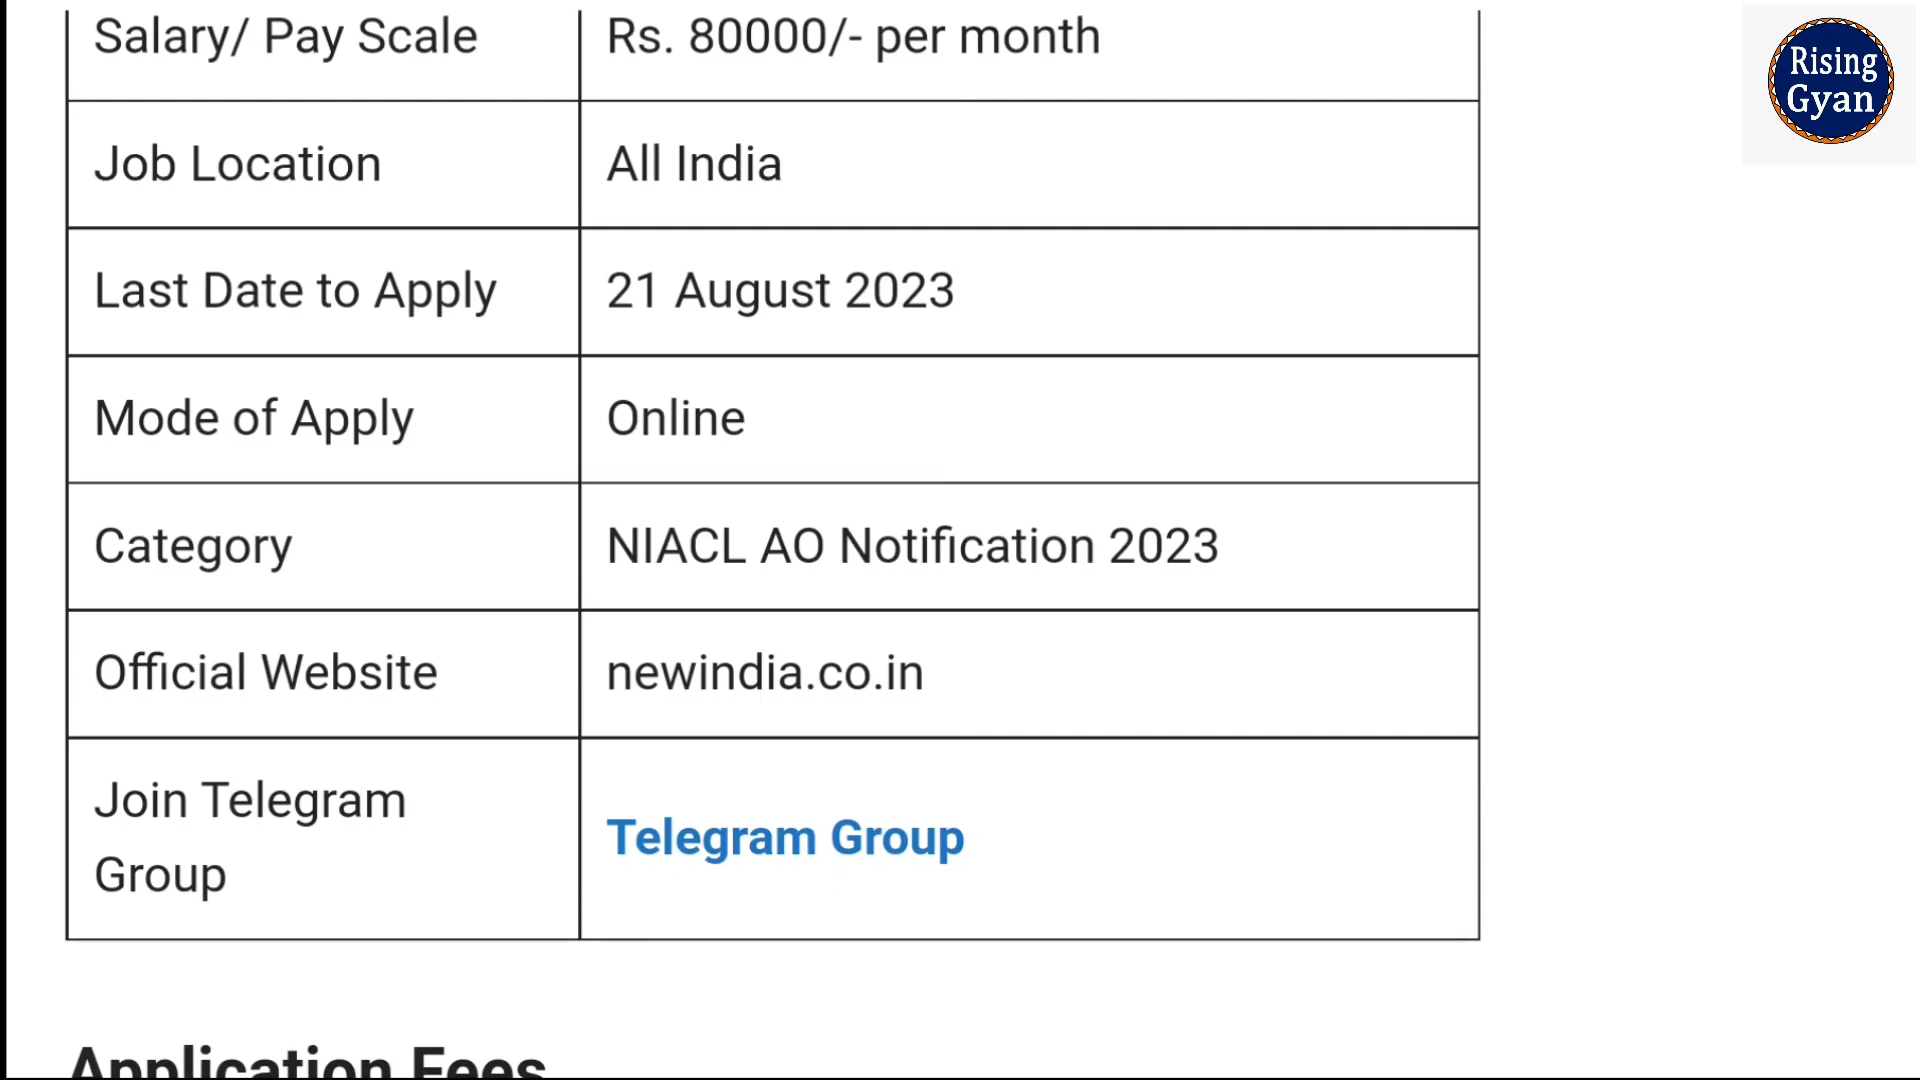 Salary/ Pay Scale Rs. 80000/- per month
Rising
Gyan
Job Location All India
Last Date to Apply 21 August 2023
Mode of Apply Online
Category NIACL AO Notification 2023
Official Website newindia.co.in
Join Telegram
Group
Telegram Group
Application Fees